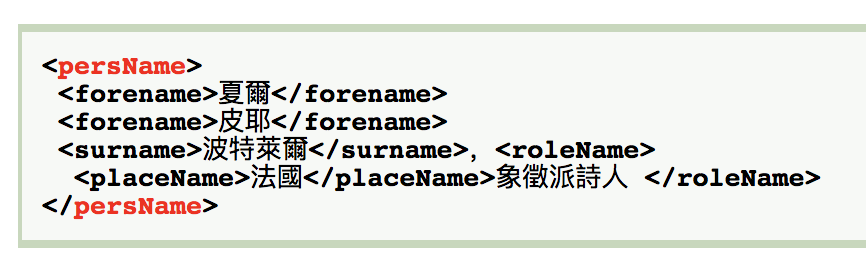 <persName>
<forename>夏爾</forename>
<forename>皮耶</forename>
<surname>波特萊爾</surname>, <roleName>
<placeName>法國</placeName>象徵派詩人 </roleName>
</persName>